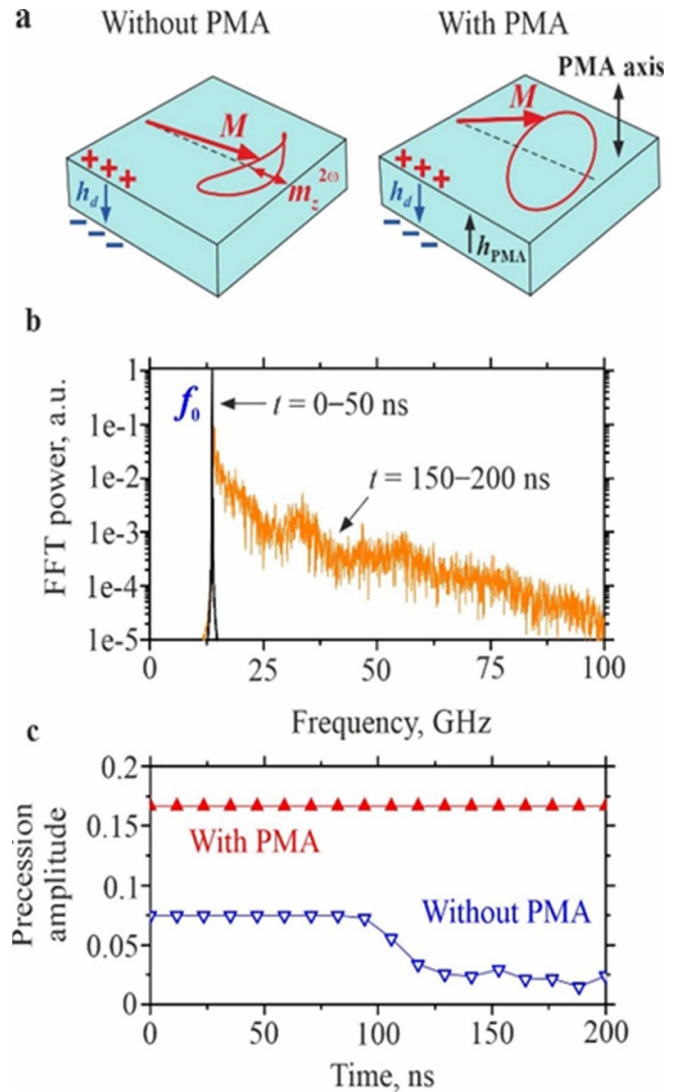 a
Without PMA
With PMA
PMA axis
M
M
+ + +
+ + +
h_d
h_d
m_z^2ω
h_PMA
− − −
− − −
b
1
1e-1
1e-2
1e-3
1e-4
1e-5
FFT power, a.u.
f₀
t = 0–50 ns
t = 150–200 ns
0 25 50 75 100
Frequency, GHz
c
0.2
0.15
0.1
0.05
0
Precession
amplitude
With PMA
Without PMA
0 50 100 150 200
Time, ns